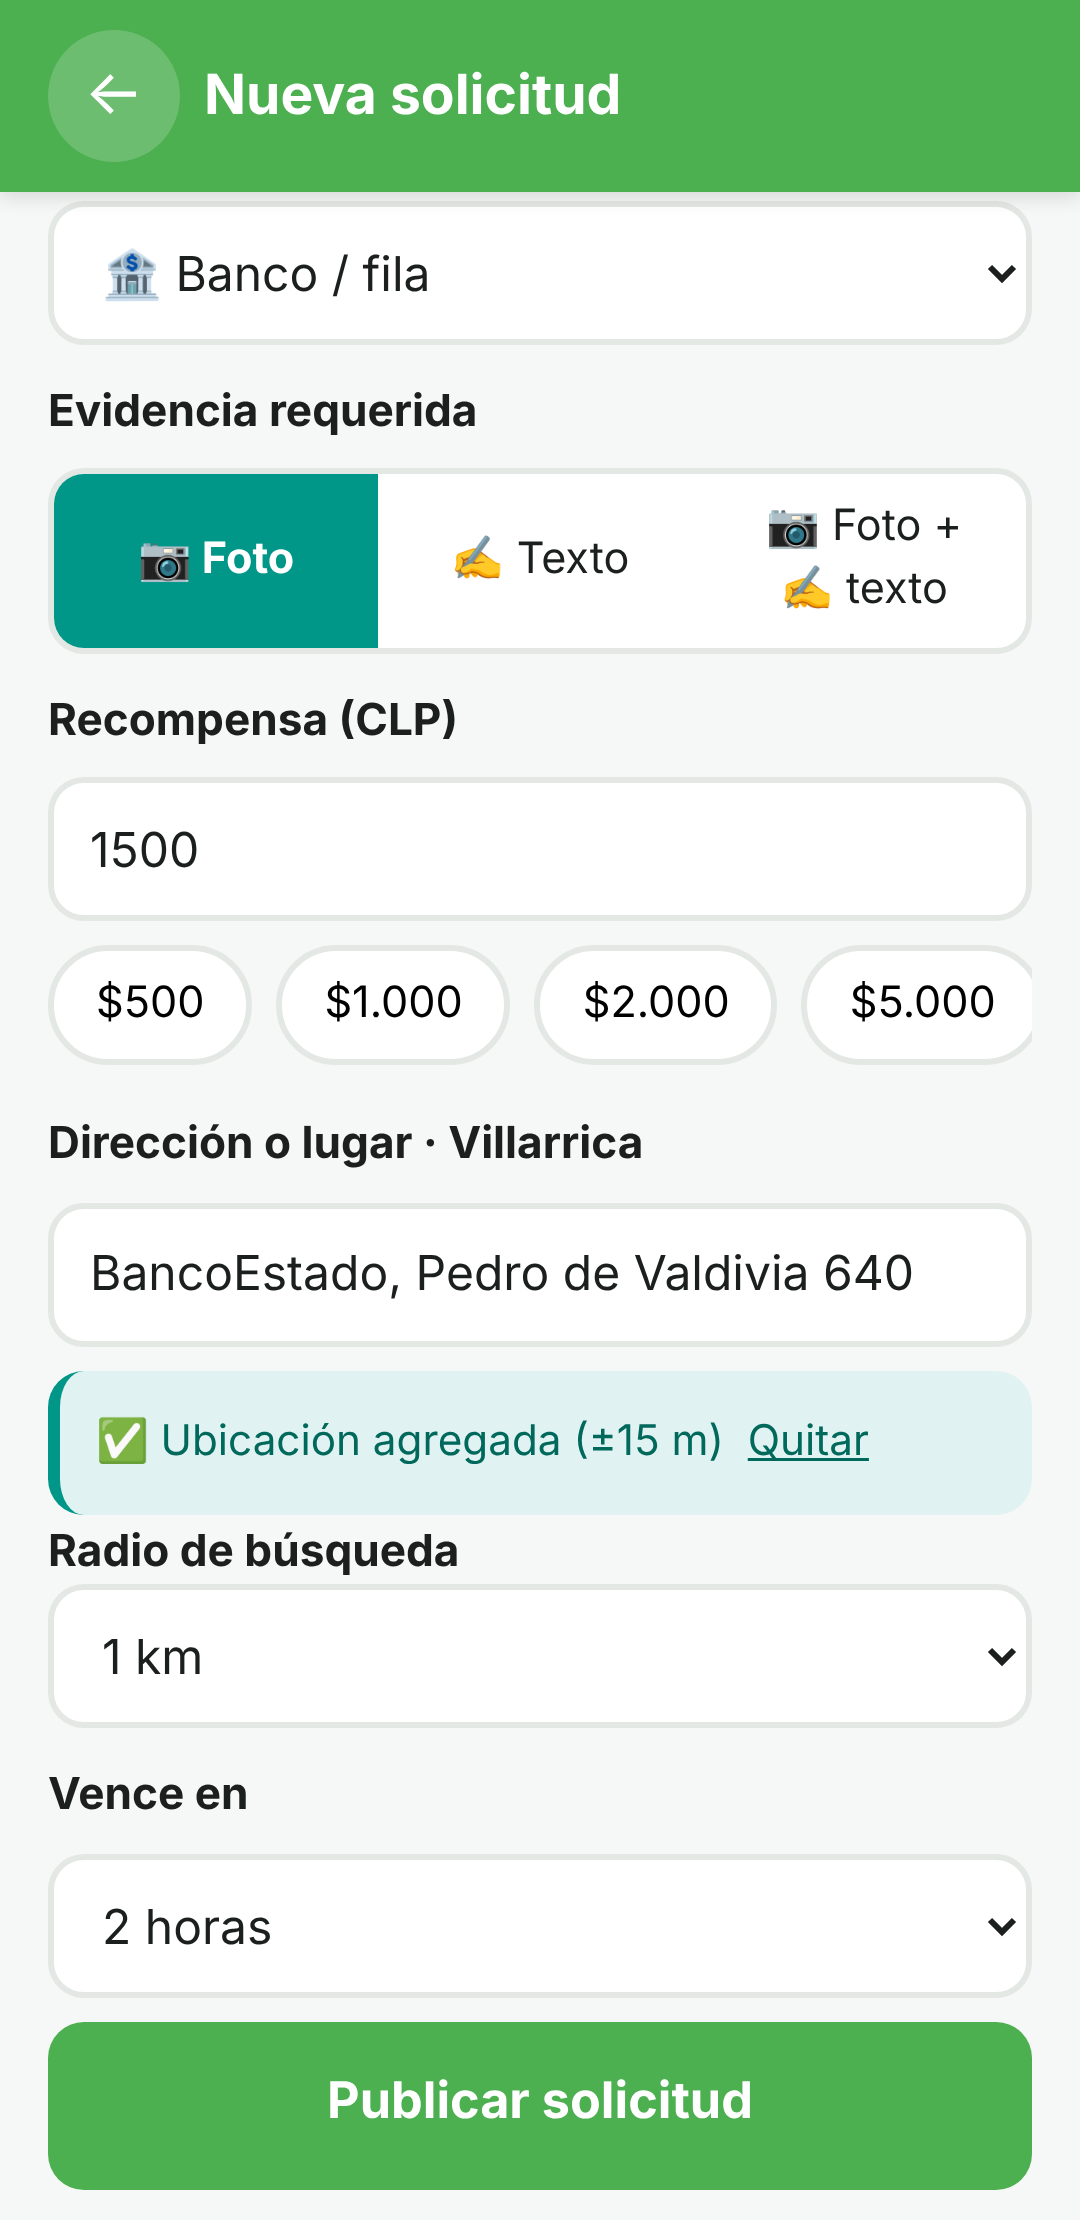 Nueva solicitud
🏦 Banco / fila
Evidencia requerida
📷 Foto
✍️ Texto
📷 Foto +
✍️ texto
Recompensa (CLP)
1500
$500
$1.000
$2.000
$5.000
Dirección o lugar · Villarrica
BancoEstado, Pedro de Valdivia 640
✅ Ubicación agregada (±15 m) Quitar
Radio de búsqueda
1 km
Vence en
2 horas
Publicar solicitud